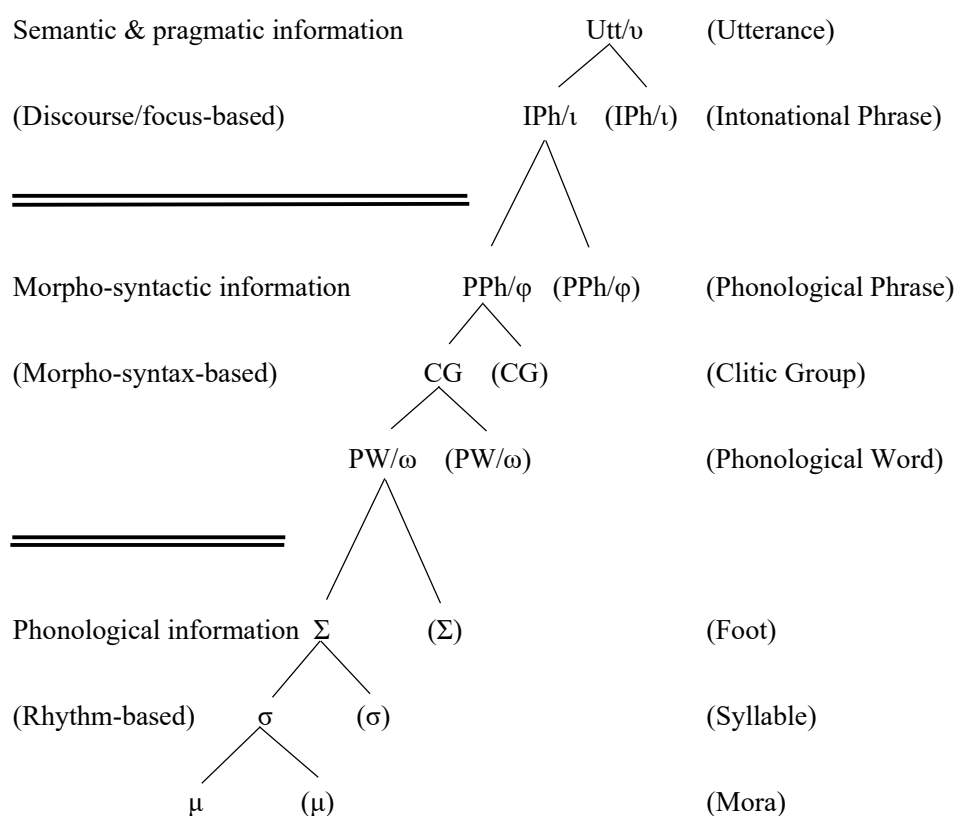 Semantic & pragmatic information Utt/υ (Utterance)
(Discourse/focus-based) IPh/ι (IPh/ι) (Intonational Phrase)
Morpho-syntactic information PPh/φ (PPh/φ) (Phonological Phrase)
(Morpho-syntax-based) CG (CG) (Clitic Group)
PW/ω (PW/ω) (Phonological Word)
Phonological information Σ (Σ) (Foot)
(Rhythm-based) σ (σ) (Syllable)
μ (μ) (Mora)